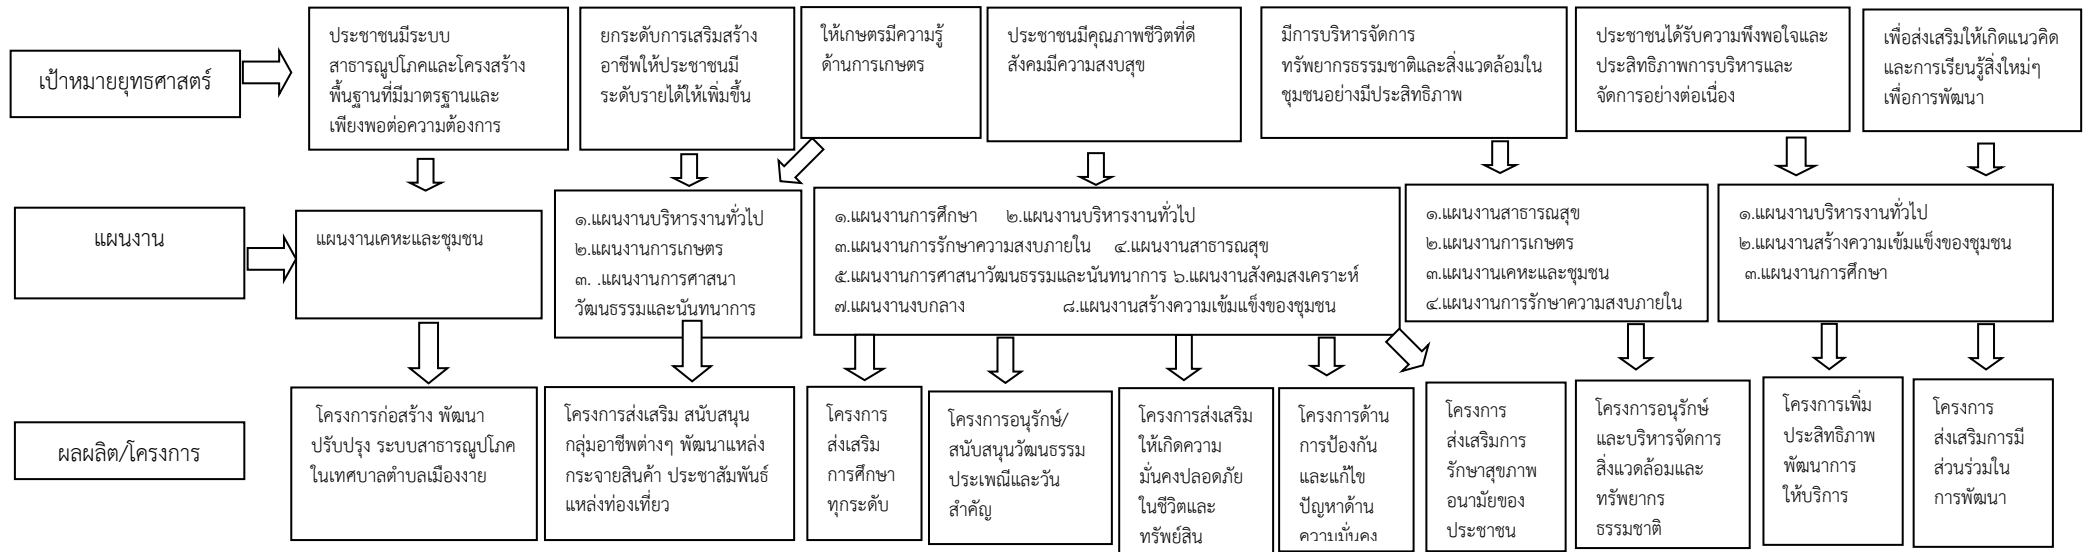 เป้าหมายยุทธศาสตร์
ประชาชนมีระบบ
สาธารณูปโภคและโครงสร้าง
พื้นฐานที่มีมาตรฐานและ
เพียงพอต่อความต้องการ
ยกระดับการเสริมสร้าง
อาชีพให้ประชาชนมี
ระดับรายได้ให้เพิ่มขึ้น
ให้เกษตรมีความรู้
ด้านการเกษตร
ประชาชนมีคุณภาพชีวิตที่ดี
สังคมมีความสงบสุข
มีการบริหารจัดการ
ทรัพยากรธรรมชาติและสิ่งแวดล้อมใน
ชุมชนอย่างมีประสิทธิภาพ
ประชาชนได้รับความพึงพอใจและ
ประสิทธิภาพการบริหารและ
จัดการอย่างต่อเนื่อง
เพื่อส่งเสริมให้เกิดแนวคิด
และการเรียนรู้สิ่งใหม่ๆ
เพื่อการพัฒนา
แผนงาน
แผนงานเคหะและชุมชน
๑.แผนงานบริหารงานทั่วไป
๒.แผนงานการเกษตร
๓. .แผนงานการศาสนา
วัฒนธรรมและนันทนาการ
๑.แผนงานการศึกษา ๒.แผนงานบริหารงานทั่วไป
๓.แผนงานการรักษาความสงบภายใน ๔.แผนงานสาธารณสุข
๕.แผนงานการศาสนาวัฒนธรรมและนันทนาการ ๖.แผนงานสังคมสงเคราะห์
๗.แผนงานงบกลาง ๘.แผนงานสร้างความเข้มแข็งของชุมชน
๑.แผนงานสาธารณสุข
๒.แผนงานการเกษตร
๓.แผนงานเคหะและชุมชน
๔.แผนงานการรักษาความสงบภายใน
๑.แผนงานบริหารงานทั่วไป
๒.แผนงานสร้างความเข้มแข็งของชุมชน
๓.แผนงานการศึกษา
ผลผลิต/โครงการ
โครงการก่อสร้าง พัฒนา
ปรับปรุง ระบบสาธารณูปโภค
ในเทศบาลตำบลเมืองงาย
โครงการส่งเสริม สนับสนุน
กลุ่มอาชีพต่างๆ พัฒนาแหล่ง
กระจายสินค้า ประชาสัมพันธ์
แหล่งท่องเที่ยว
โครงการ
ส่งเสริม
การศึกษา
ทุกระดับ
โครงการอนุรักษ์/
สนับสนุนวัฒนธรรม
ประเพณีและวัน
สำคัญ
โครงการส่งเสริม
ให้เกิดความ
มั่นคงปลอดภัย
ในชีวิตและ
ทรัพย์สิน
โครงการด้าน
การป้องกัน
และแก้ไข
ปัญหาด้าน
ความมั่นคง
โครงการ
ส่งเสริมการ
รักษาสุขภาพ
อนามัยของ
ประชาชน
โครงการอนุรักษ์
และบริหารจัดการ
สิ่งแวดล้อมและ
ทรัพยากร
ธรรมชาติ
โครงการเพิ่ม
ประสิทธิภาพ
พัฒนาการ
ให้บริการ
โครงการ
ส่งเสริมการมี
ส่วนร่วมใน
การพัฒนา